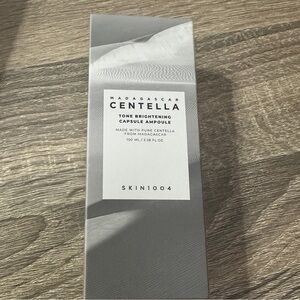 MADAGASCAR
CENTELLA
TONE BRIGHTENING
CAPSULE AMPOULE
MADE WITH PURE CENTELLA
FROM MADAGASCAR
100 ML / 3.38 FL.OZ
SKIN1004